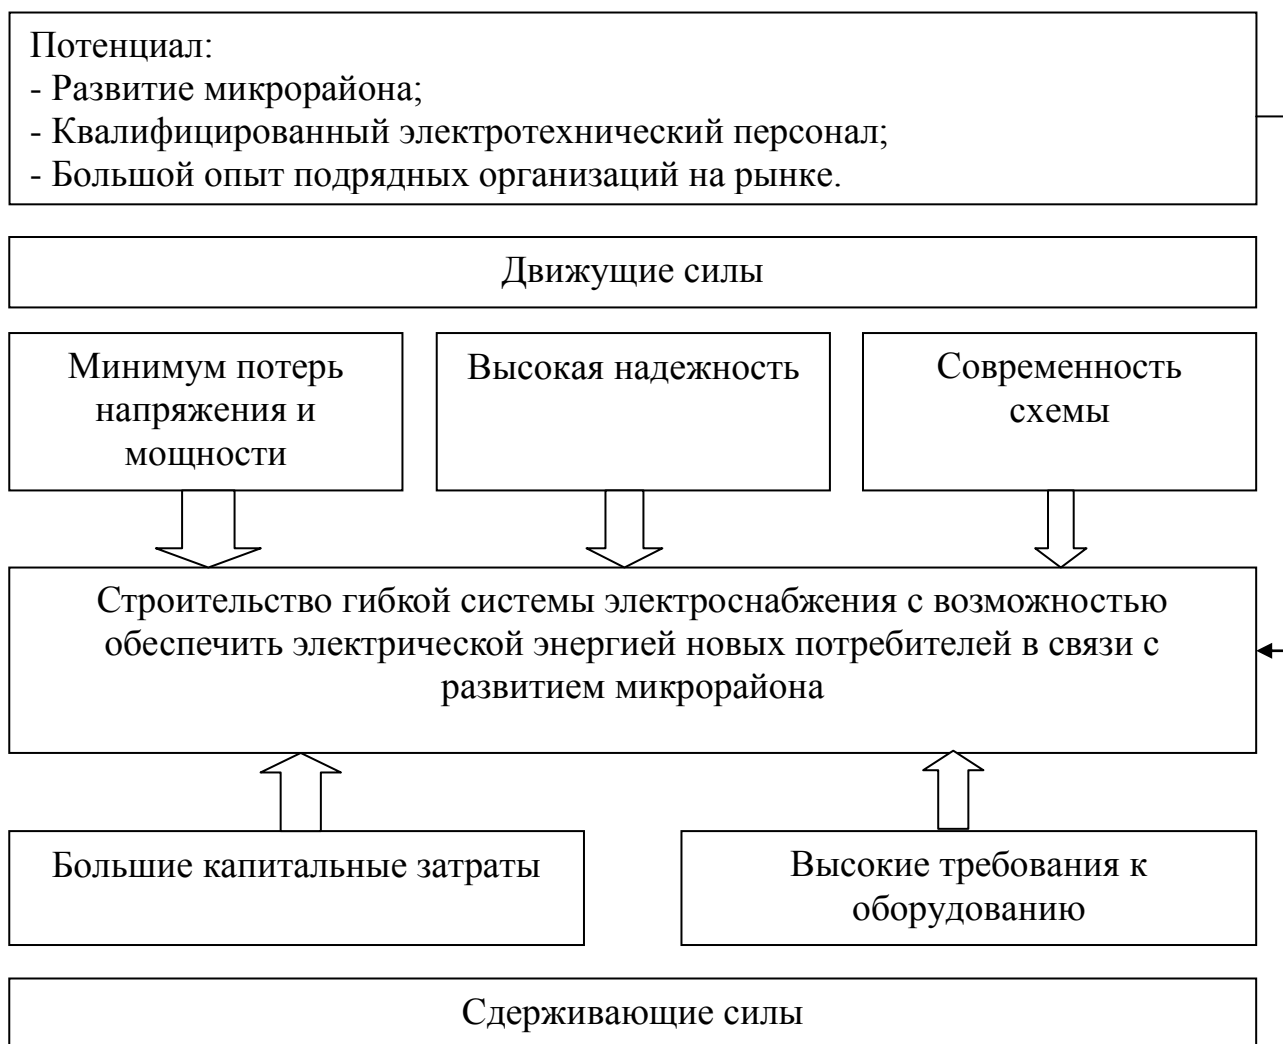 Потенциал:
- Развитие микрорайона;
- Квалифицированный электротехнический персонал;
- Большой опыт подрядных организаций на рынке.
Движущие силы
Минимум потерь
напряжения и
мощности
Высокая надежность
Современность
схемы
Строительство гибкой системы электроснабжения с возможностью
обеспечить электрической энергией новых потребителей в связи с
развитием микрорайона
Большие капитальные затраты
Высокие требования к
оборудованию
Сдерживающие силы